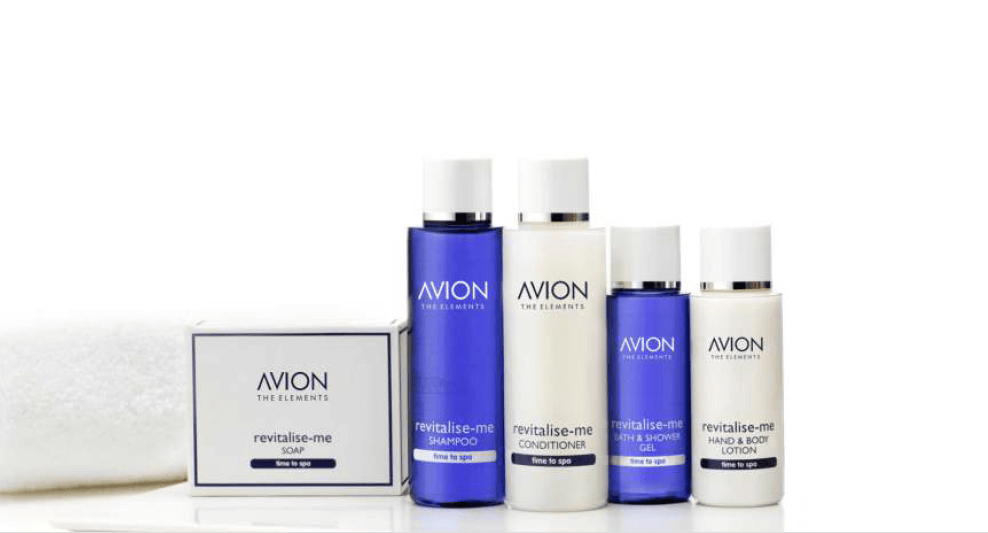 AVION
THE ELEMENTS
revitalise-me
SOAP
time to spa
AVION
THE ELEMENTS
revitalise-me
SHAMPOO
time to spa
AVION
THE ELEMENTS
revitalise-me
CONDITIONER
time to spa
AVION
THE ELEMENTS
revitalise-me
BATH & SHOWER
GEL
time to spa
AVION
THE ELEMENTS
revitalise-me
HAND & BODY
LOTION
time to spa